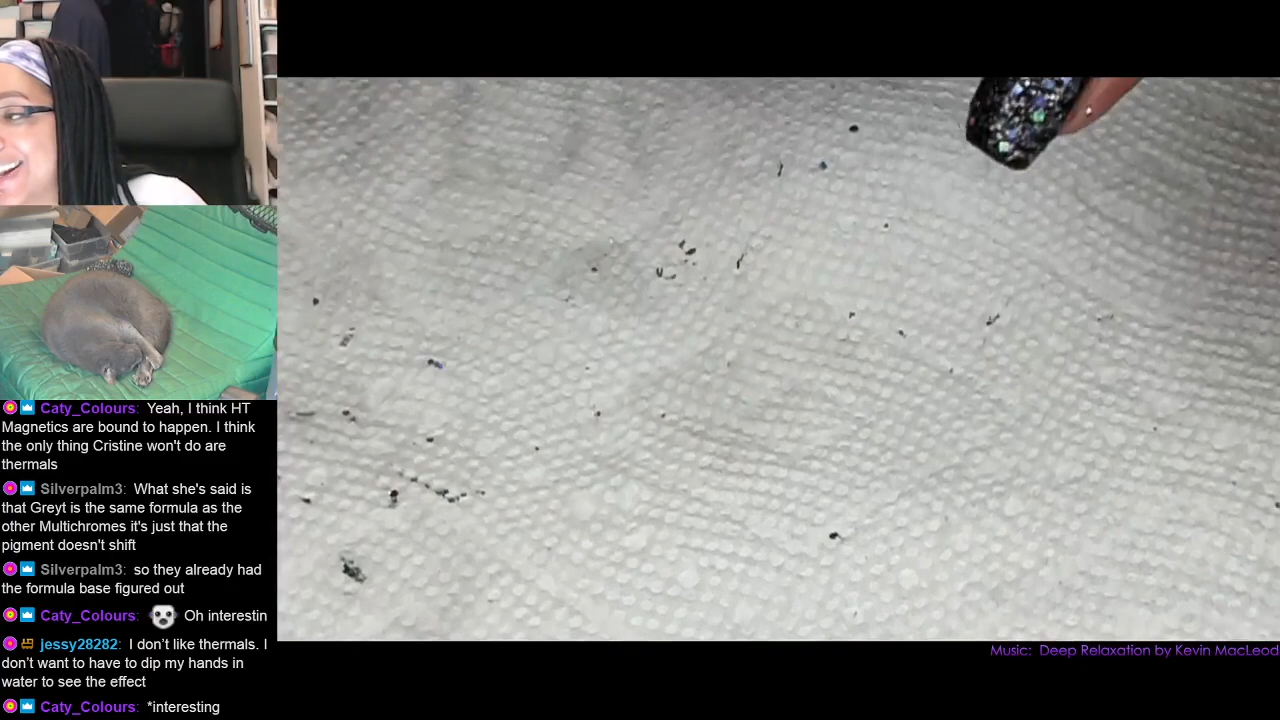 Caty_Colours: Yeah, I think HT
Magnetics are bound to happen. I think
the only thing Cristine won't do are
thermals
Silverpalm3: What she's said is
that Greyt is the same formula as the
other Multichromes it's just that the
pigment doesn't shift
Silverpalm3: so they already had
the formula base figured out
Caty_Colours: Oh interestin
jessy28282: I don't like thermals. I
don't want to have to dip my hands in
water to see the effect
Caty_Colours: *interesting
Music: Deep Relaxation by Kevin MacLeod